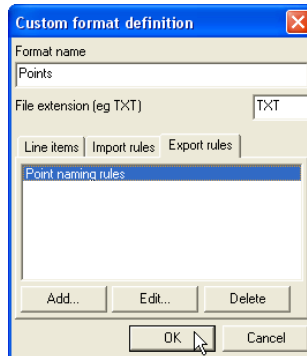 Custom format definition
Format name
Points
File extension (eg TXT)
TXT
Line items
Import rules
Export rules
Point naming rules
Add...
Edit...
Delete
OK
Cancel